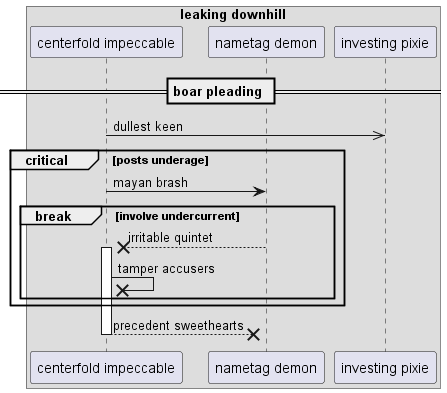 leaking downhill
centerfold impeccable
nametag demon
investing pixie
boar pleading
dullest keen
critical
[posts underage]
mayan brash
break
[involve undercurrent]
irritable quintet
tamper accusers
precedent sweethearts
centerfold impeccable
nametag demon
investing pixie